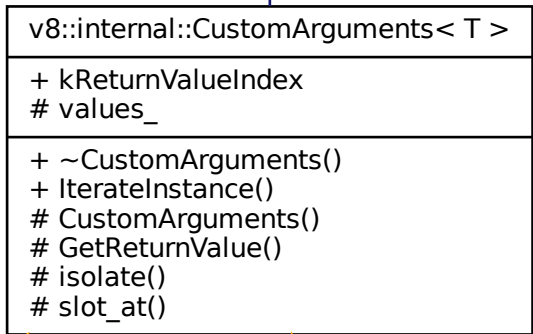 v8::internal::CustomArguments< T >
+ kReturnValueIndex
# values_
+ ~CustomArguments()
+ IterateInstance()
# CustomArguments()
# GetReturnValue()
# isolate()
# slot_at()